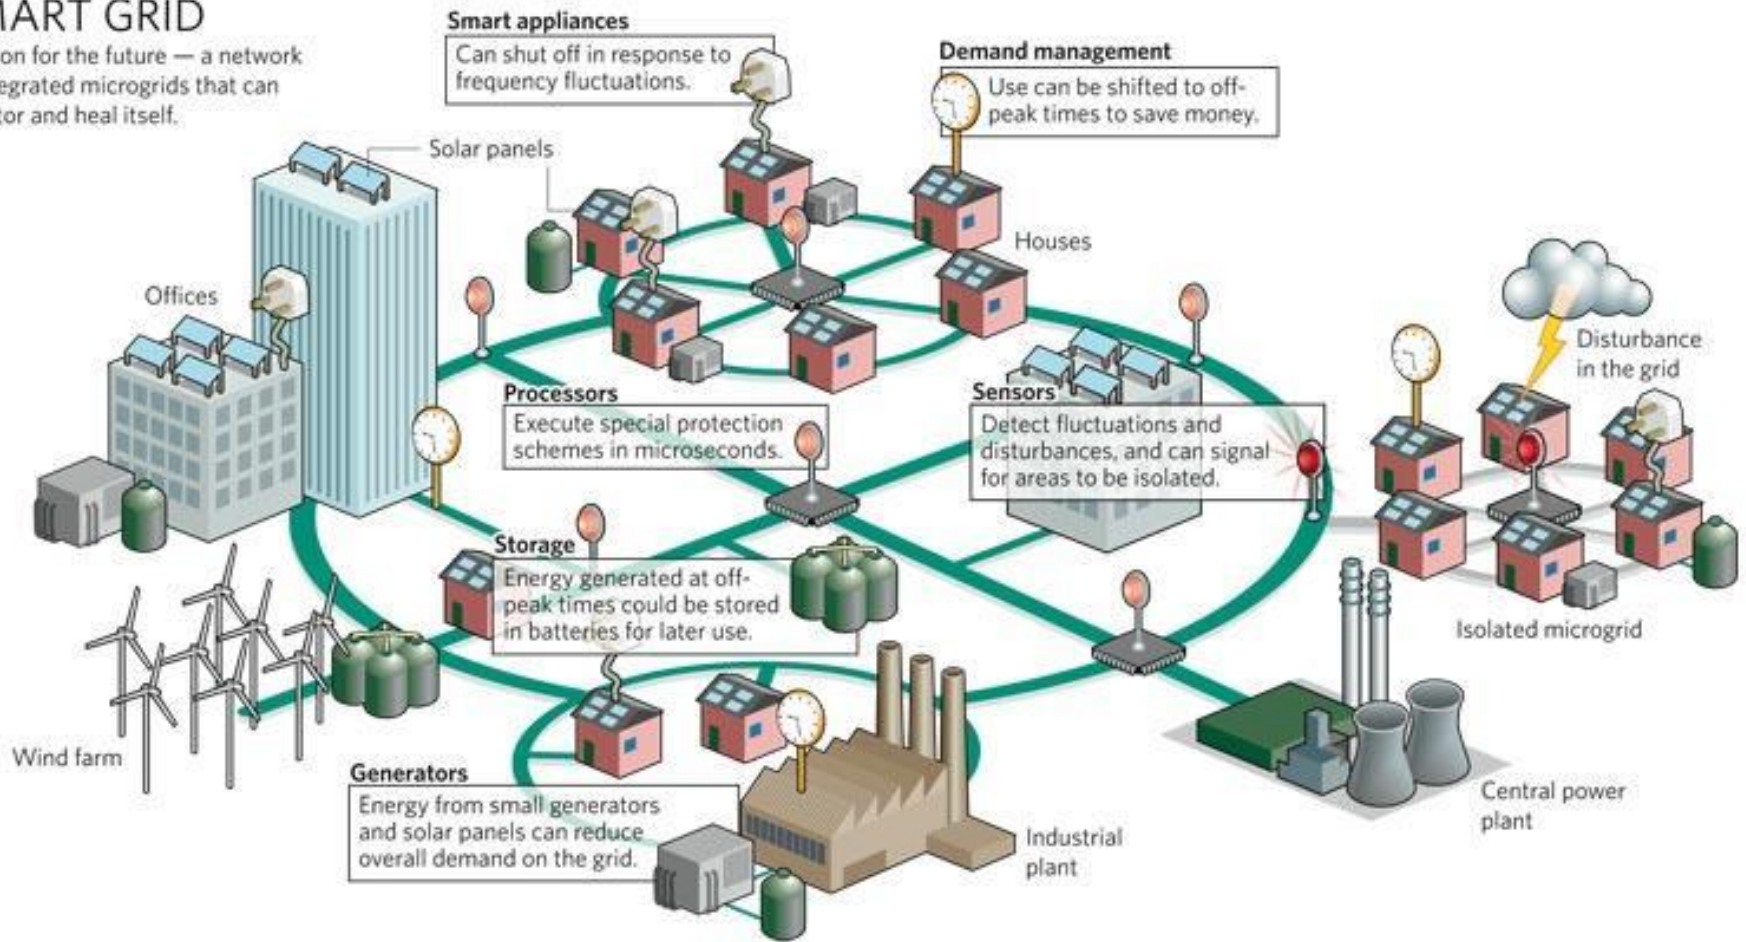 MART GRID
on for the future — a network
egrated microgrids that can
tor and heal itself.
Smart appliances
Can shut off in response to
frequency fluctuations.
Demand management
Use can be shifted to off-
peak times to save money.
Solar panels
Houses
Offices
Disturbance
in the grid
Processors
Execute special protection
schemes in microseconds.
Sensors
Detect fluctuations and
disturbances, and can signal
for areas to be isolated.
Storage
Energy generated at off-
peak times could be stored
in batteries for later use.
Isolated microgrid
Wind farm
Generators
Energy from small generators
and solar panels can reduce
overall demand on the grid.
Industrial
plant
Central power
plant